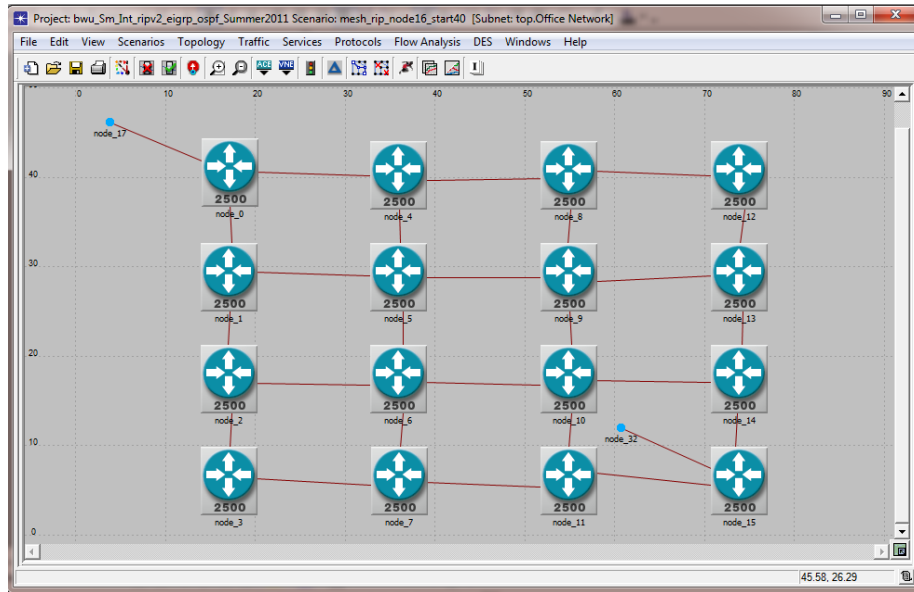 Project: bwu_Sm_Int_ripv2_eigrp_ospf_Summer2011 Scenario: mesh_rip_node16_start40 [Subnet: top.Office Network]
File Edit View Scenarios Topology Traffic Services Protocols Flow Analysis DES Windows Help
ACE VNE
0 10 20 30 40 50 60 70 80 90
node_17
40
2500 2500 2500 2500
node_0 node_4 node_8 node_12
30
2500 2500 2500 2500
node_1 node_5 node_9 node_13
20
2500 2500 2500 2500
node_2 node_6 node_10 node_14
10
node_32
2500 2500 2500 2500
node_3 node_7 node_11 node_15
0
45.58, 26.29